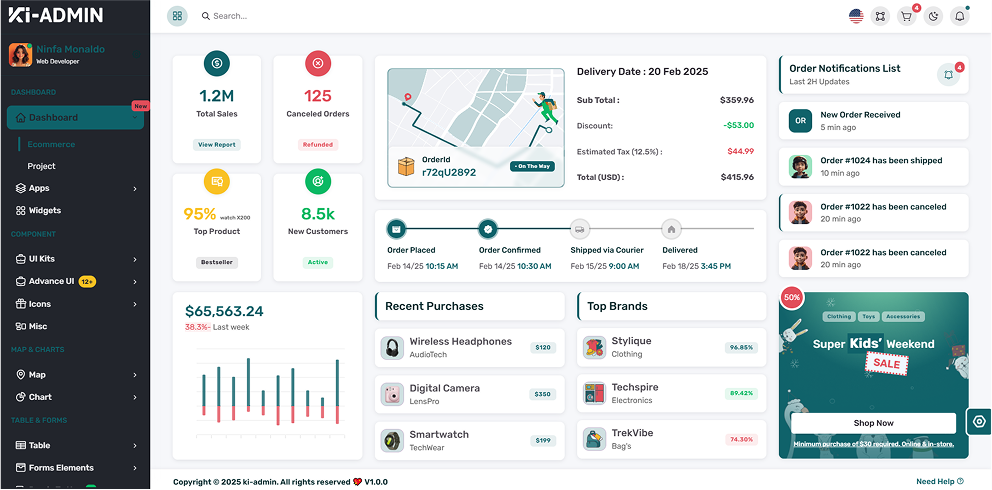 Ki-ADMIN
Search...
4
Ninfa Monaldo
Web Developer
DASHBOARD
New
Dashboard
Ecommerce
Project
Apps
Widgets
COMPONENT
UI Kits
Advance UI 12+
Icons
Misc
MAP & CHARTS
Map
Chart
TABLE & FORMS
Table
Forms Elements
1.2M
Total Sales
View Report
125
Canceled Orders
Refunded
95% watch X200
Top Product
Bestseller
8.5k
New Customers
Active
OrderId
r72qU2892
• On The Way
Delivery Date : 20 Feb 2025
Sub Total : $359.96
Discount: -$53.00
Estimated Tax (12.5%) : $44.99
Total (USD) : $415.96
Order Placed
Feb 14/25 10:15 AM
Order Confirmed
Feb 14/25 10:30 AM
Shipped via Courier
Feb 15/25 9:00 AM
Delivered
Feb 18/25 3:45 PM
Order Notifications List
Last 2H Updates
4
OR
New Order Received
5 min ago
Order #1024 has been shipped
10 min ago
Order #1022 has been canceled
20 min ago
Order #1022 has been canceled
20 min ago
$65,563.24
38.3%- Last week
Recent Purchases
Wireless Headphones
AudioTech
$120
Digital Camera
LensPro
$350
Smartwatch
TechWear
$199
Top Brands
Stylique
Clothing
96.85%
Techspire
Electronics
89.42%
TrekVibe
Bag's
74.30%
50%
Clothing Toys Accessories
Super Kids' Weekend
SALE
Shop Now
Minimum purchase of $30 required. Online & in-store.
Copyright © 2025 ki-admin. All rights reserved 💖 V1.0.0
Need Help